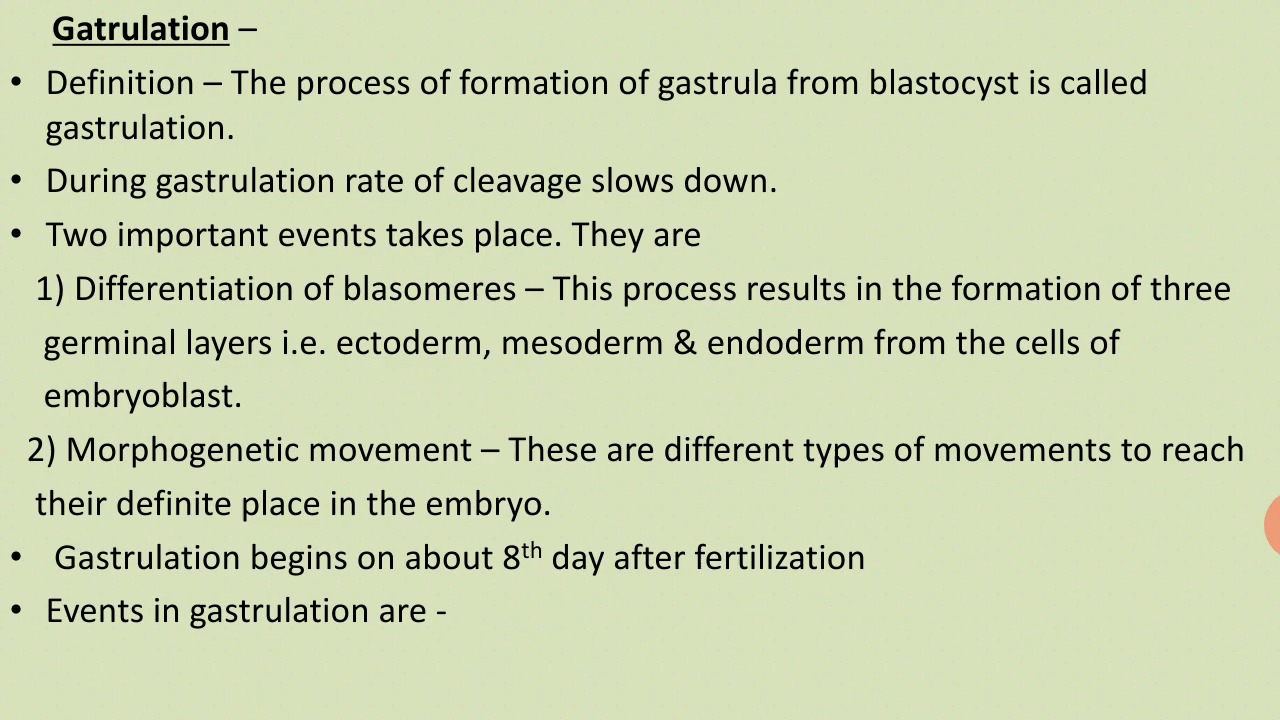 Gatrulation –
• Definition – The process of formation of gastrula from blastocyst is called
gastrulation.
• During gastrulation rate of cleavage slows down.
• Two important events takes place. They are
1) Differentiation of blasomeres – This process results in the formation of three
germinal layers i.e. ectoderm, mesoderm & endoderm from the cells of
embryoblast.
2) Morphogenetic movement – These are different types of movements to reach
their definite place in the embryo.
• Gastrulation begins on about 8th day after fertilization
• Events in gastrulation are -